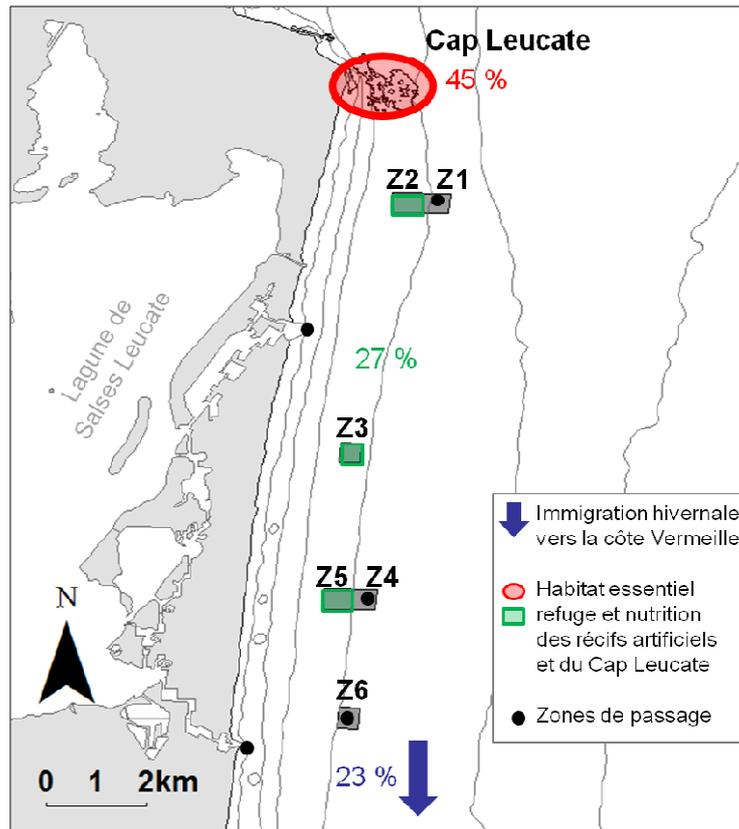 Cap Leucate
45 %
Z2 Z1
Lagune de
Salses Leucate
27 %
Z3
Immigration hivernale
vers la côte Vermeille
Habitat essentiel
refuge et nutrition
des récifs artificiels
et du Cap Leucate
Zones de passage
Z5 Z4
N
Z6
23 %
0 1 2km